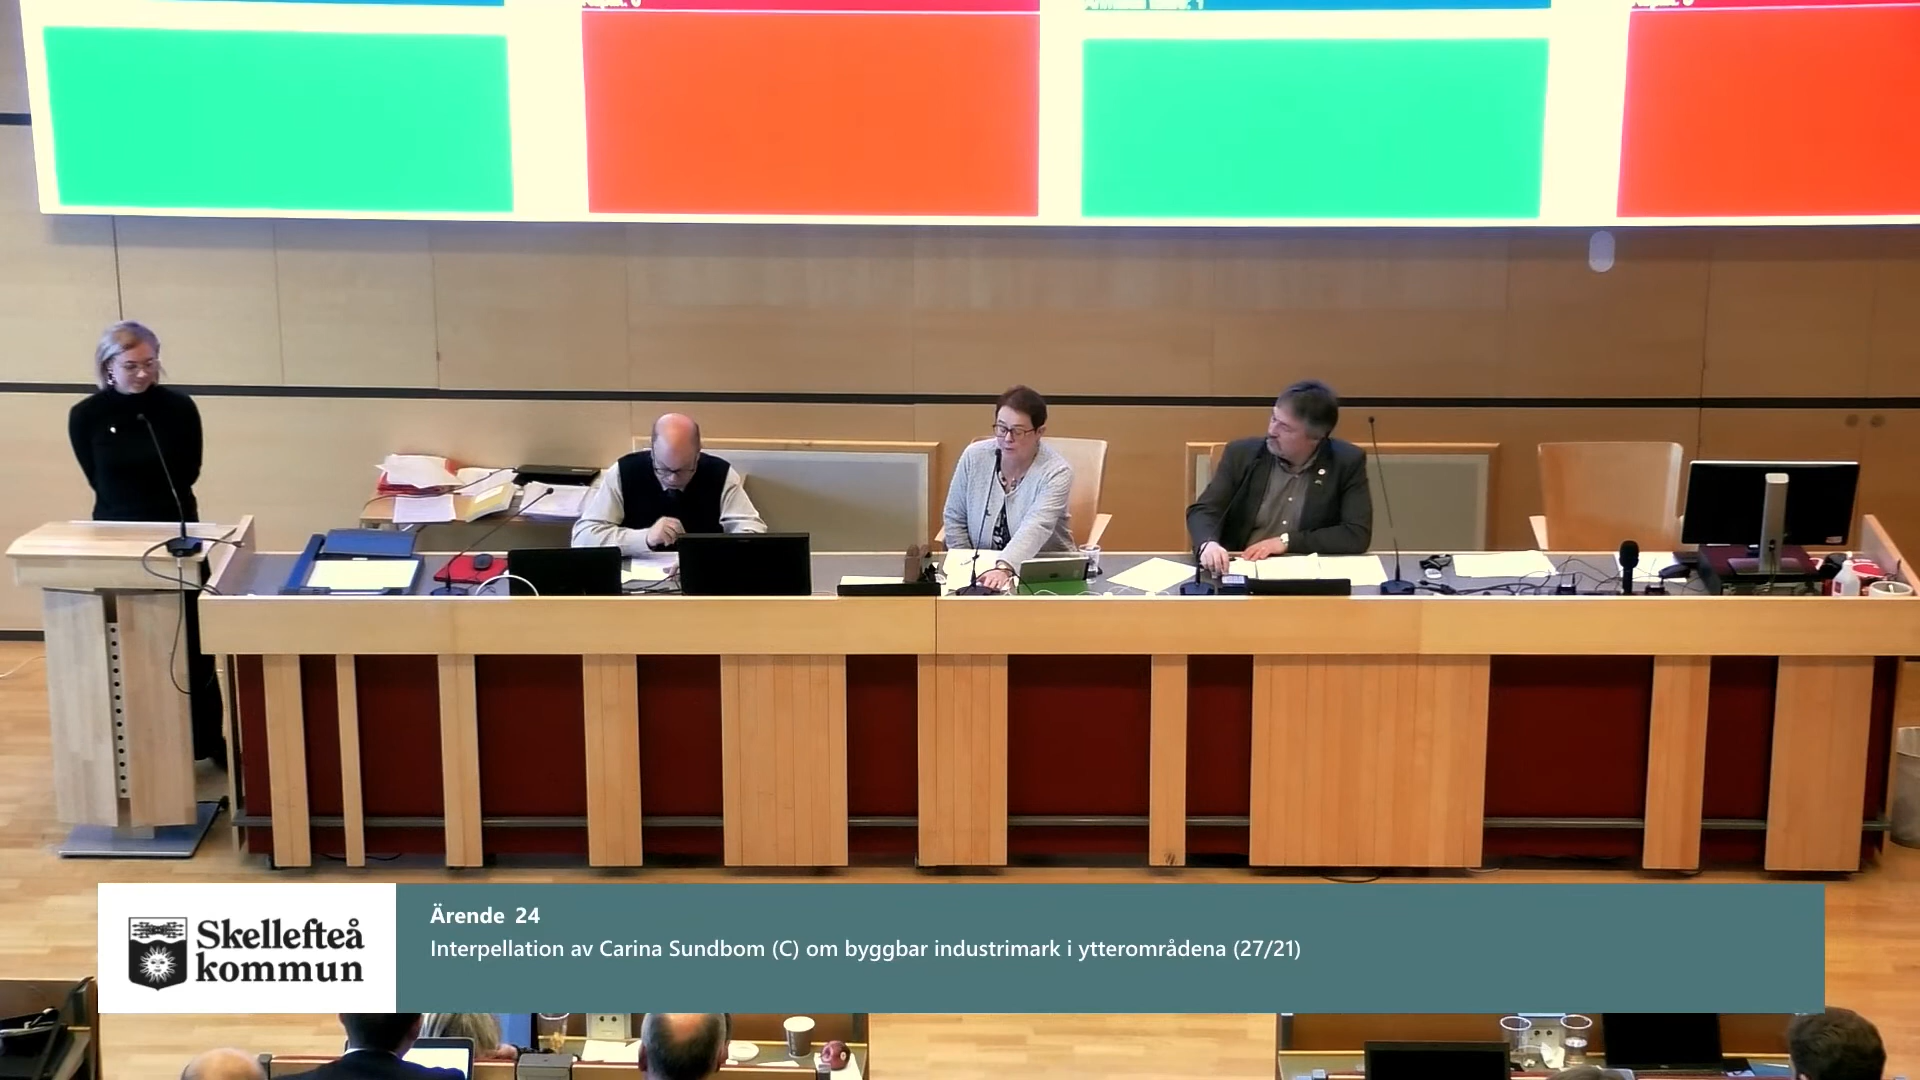 Skellefteå
kommun
Ärende 24
Interpellation av Carina Sundbom (C) om byggbar industrimark i ytterområdena (27/21)